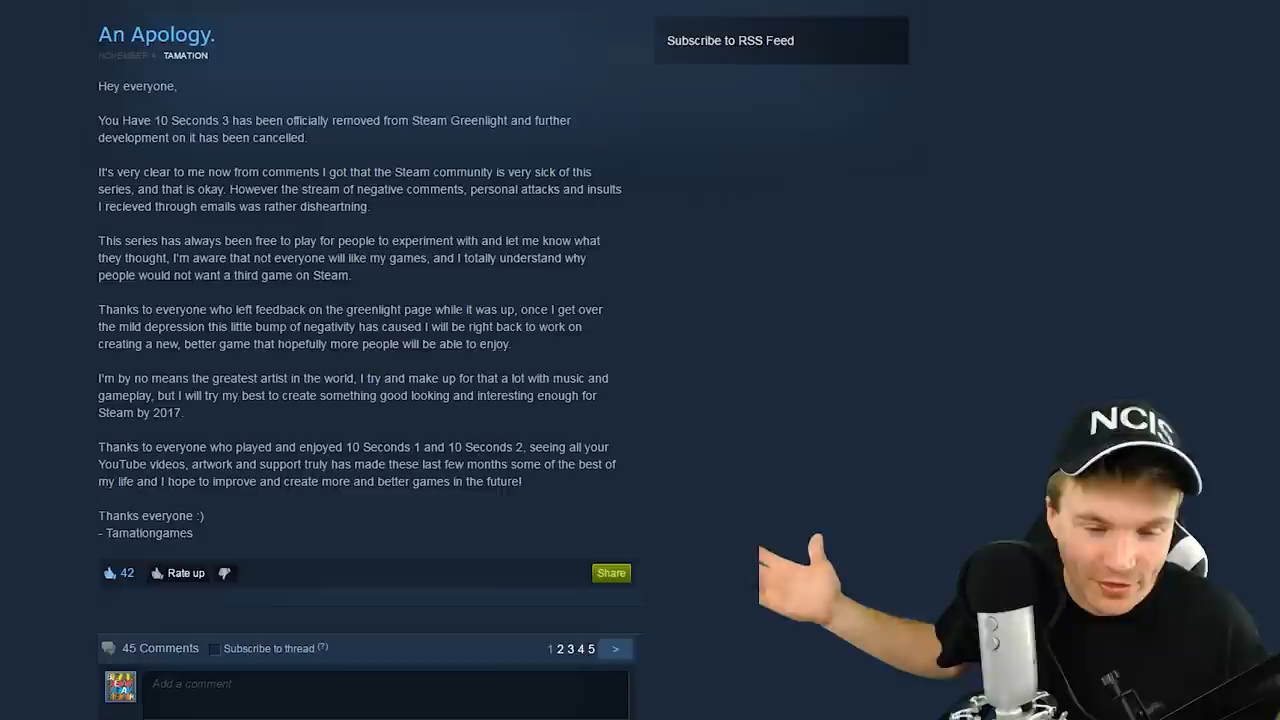 An Apology.
NOVEMBER 4 TAMATION
Subscribe to RSS Feed
Hey everyone,
You Have 10 Seconds 3 has been officially removed from Steam Greenlight and further
development on it has been cancelled.
It's very clear to me now from comments I got that the Steam community is very sick of this
series, and that is okay. However the stream of negative comments, personal attacks and insults
I recieved through emails was rather disheartning.
This series has always been free to play for people to experiment with and let me know what
they thought, I'm aware that not everyone will like my games, and I totally understand why
people would not want a third game on Steam.
Thanks to everyone who left feedback on the greenlight page while it was up, once I get over
the mild depression this little bump of negativity has caused I will be right back to work on
creating a new, better game that hopefully more people will be able to enjoy.
I'm by no means the greatest artist in the world, I try and make up for that a lot with music and
gameplay, but I will try my best to create something good looking and interesting enough for
Steam by 2017.
Thanks to everyone who played and enjoyed 10 Seconds 1 and 10 Seconds 2, seeing all your
YouTube videos, artwork and support truly has made these last few months some of the best of
my life and I hope to improve and create more and better games in the future!
Thanks everyone :)
- Tamationgames
42 Rate up Share
45 Comments Subscribe to thread (?) 1 2 3 4 5 >
Add a comment
NCIS